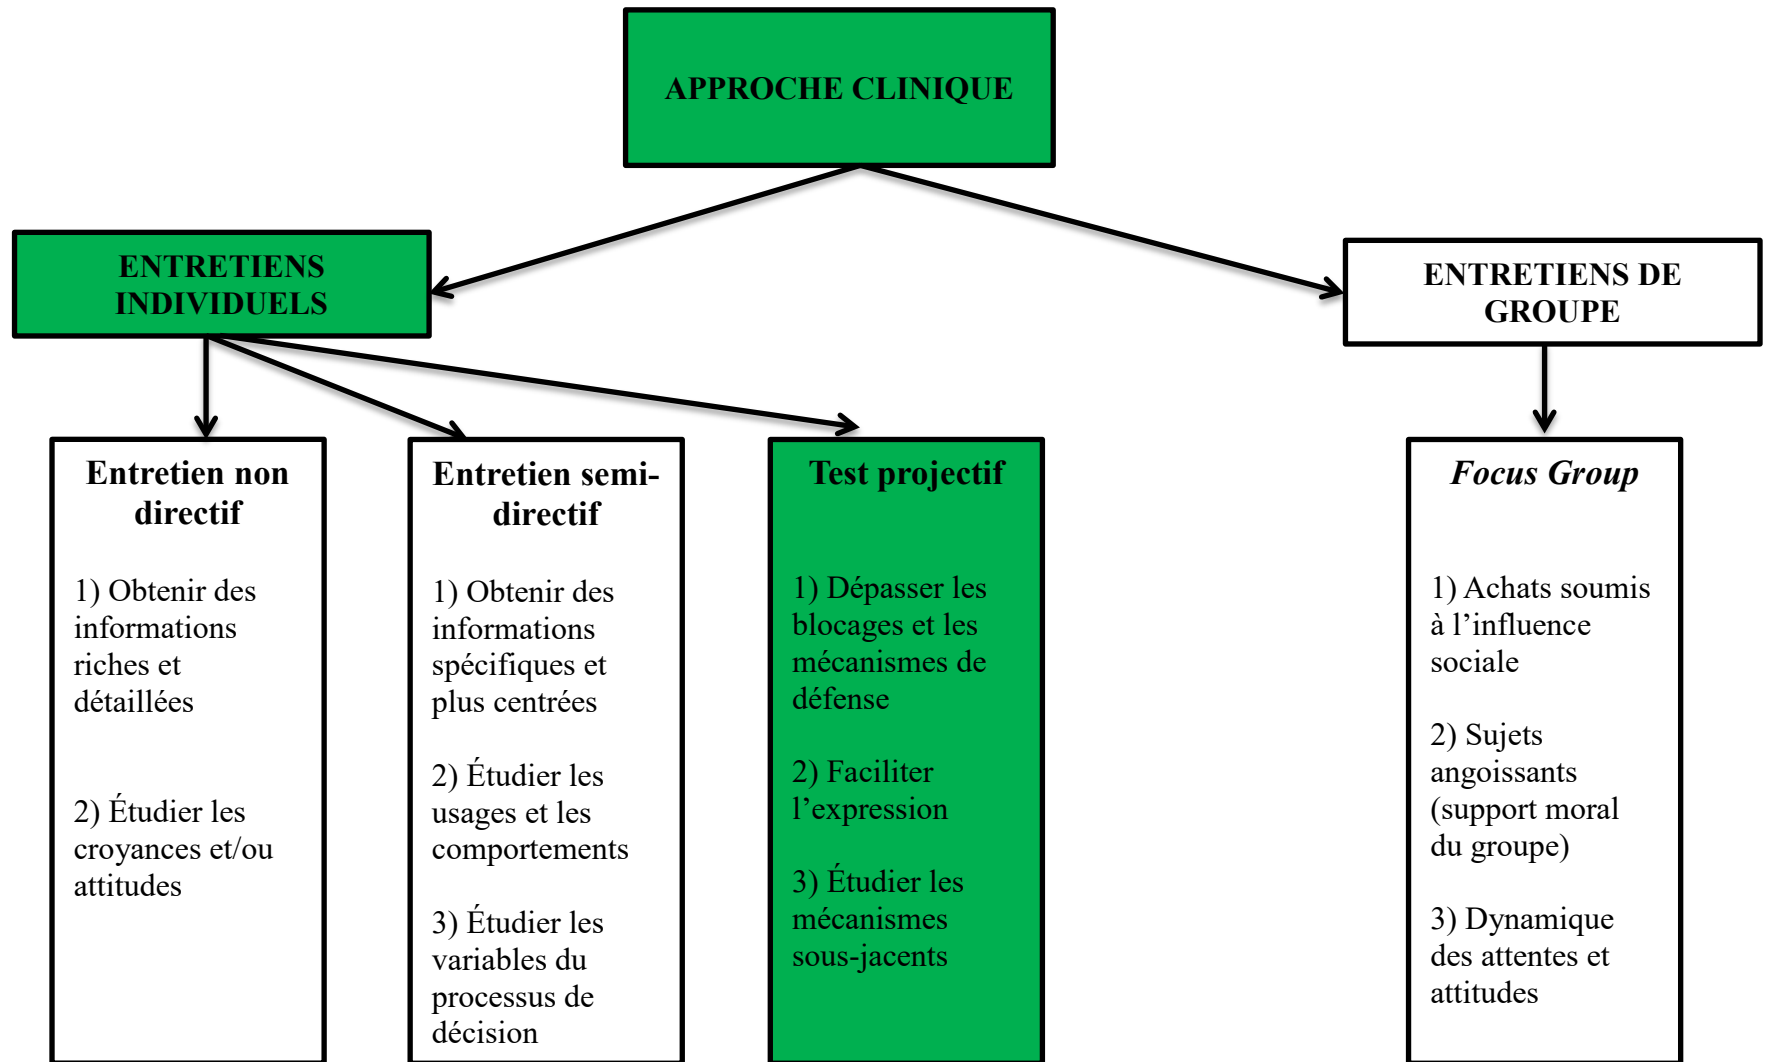 APPROCHE CLINIQUE
ENTRETIENS
INDIVIDUELS
ENTRETIENS DE
GROUPE
Entretien non
directif
1) Obtenir des
informations
riches et
détaillées
2) Étudier les
croyances et/ou
attitudes
Entretien semi-
directif
1) Obtenir des
informations
spécifiques et
plus centrées
2) Étudier les
usages et les
comportements
3) Étudier les
variables du
processus de
décision
Test projectif
1) Dépasser les
blocages et les
mécanismes de
défense
2) Faciliter
l’expression
3) Étudier les
mécanismes
sous-jacents
Focus Group
1) Achats soumis
à l’influence
sociale
2) Sujets
angoissants
(support moral
du groupe)
3) Dynamique
des attentes et
attitudes